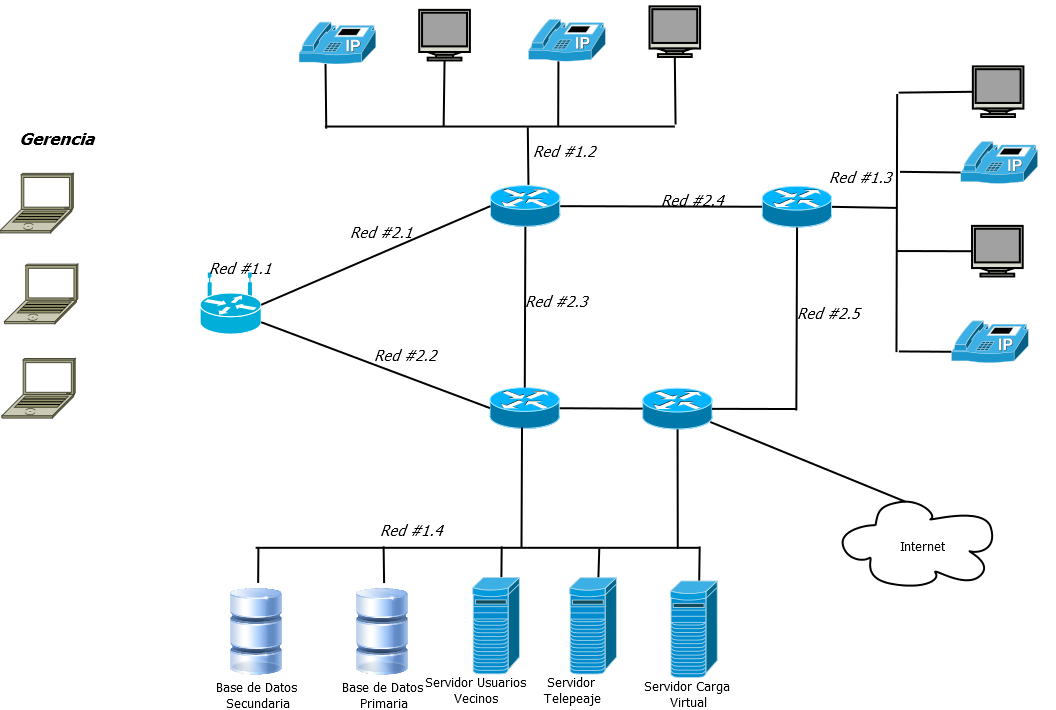 IP
IP
Gerencia
Red #1.2
IP
Red #1.3
Red #2.4
Red #2.1
Red #1.1
Red #2.3
Red #2.5
IP
Red #2.2
Red #1.4
Internet
Base de Datos
Secundaria
Base de Datos
Primaria
Servidor Usuarios
Vecinos
Servidor
Telepeaje
Servidor Carga
Virtual